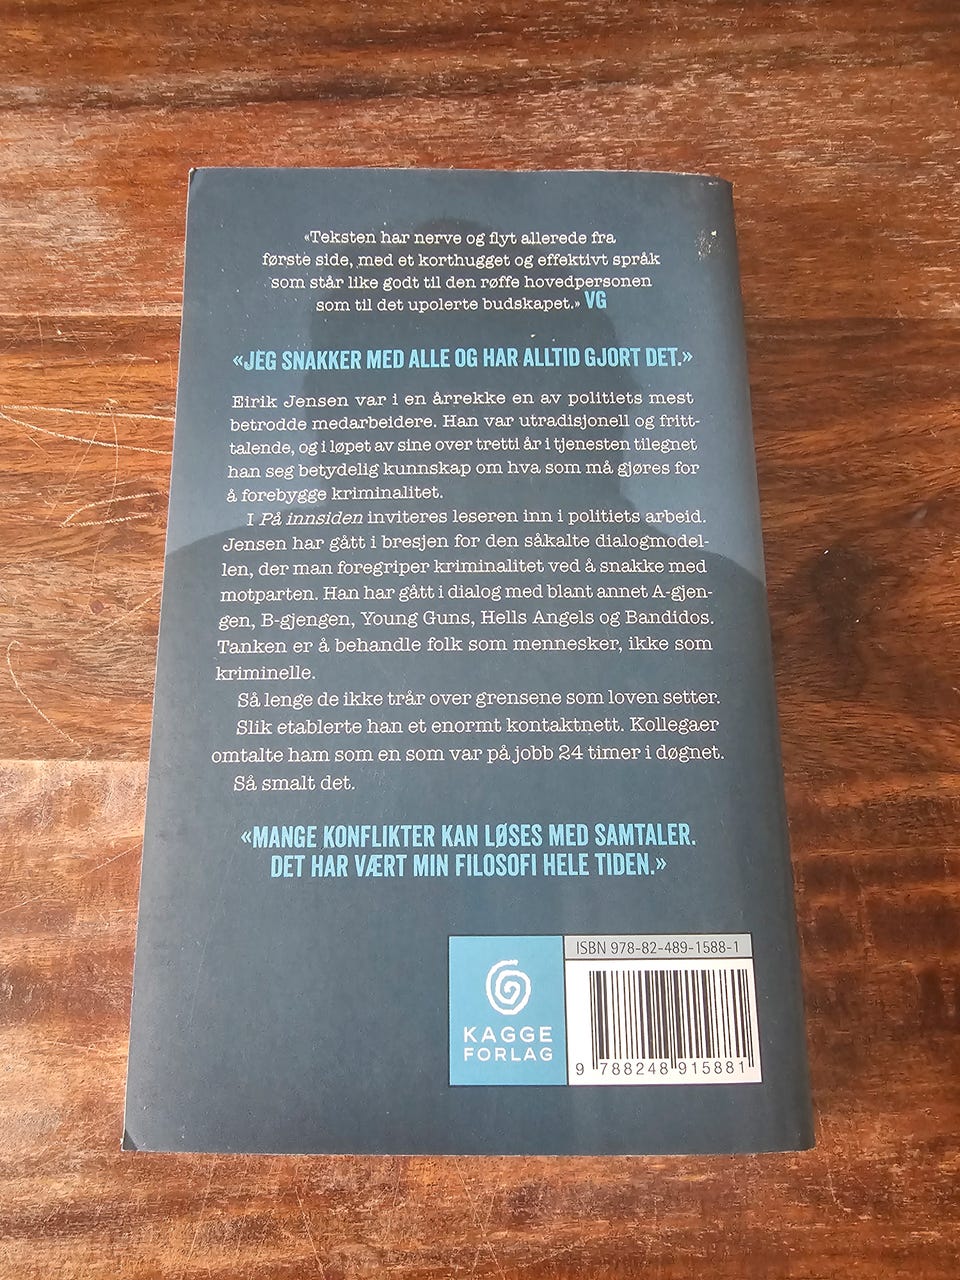 «Teksten har nerve og flyt allerede fra
første side, med et korthugget og effektivt språk
som står like godt til den røffe hovedpersonen
som til det upolerte budskapet.» VG
«JEG SNAKKER MED ALLE OG HAR ALLTID GJORT DET.»
Eirik Jensen var i en årrekke en av politiets mest
betrodde medarbeidere. Han var utradisjonell og fritt-
talende, og i løpet av sine over tretti år i tjenesten tilegnet
han seg betydelig kunnskap om hva som må gjøres for
å forebygge kriminalitet.
I På innsiden inviteres leseren inn i politiets arbeid.
Jensen har gått i bresjen for den såkalte dialogmodel-
len, der man foregriper kriminalitet ved å snakke med
motparten. Han har gått i dialog med blant annet A-gjen-
gen, B-gjengen, Young Guns, Hells Angels og Bandidos.
Tanken er å behandle folk som mennesker, ikke som
kriminelle.
Så lenge de ikke trår over grensene som loven setter.
Slik etablerte han et enormt kontaktnett. Kollegaer
omtalte ham som en som var på jobb 24 timer i døgnet.
Så smalt det.
«MANGE KONFLIKTER KAN LØSES MED SAMTALER.
DET HAR VÆRT MIN FILOSOFI HELE TIDEN.»
ISBN 978-82-489-1588-1
KAGGE
FORLAG
9 788248 915881